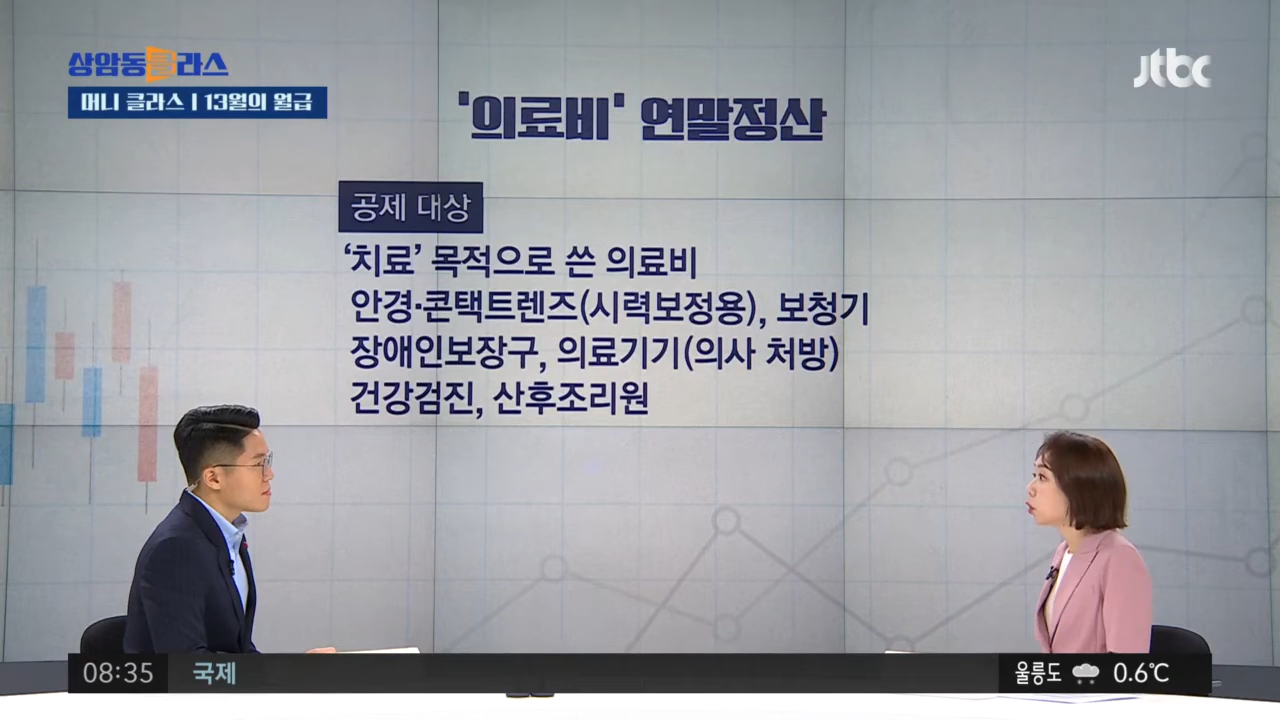 상암동클라스
머니 클라스 | 13월의 월급
jtbc
'의료비' 연말정산
공제 대상
‘치료’ 목적으로 쓴 의료비
안경·콘택트렌즈(시력보정용), 보청기
장애인보장구, 의료기기(의사 처방)
건강검진, 산후조리원
08:35 국제
울릉도 0.6℃